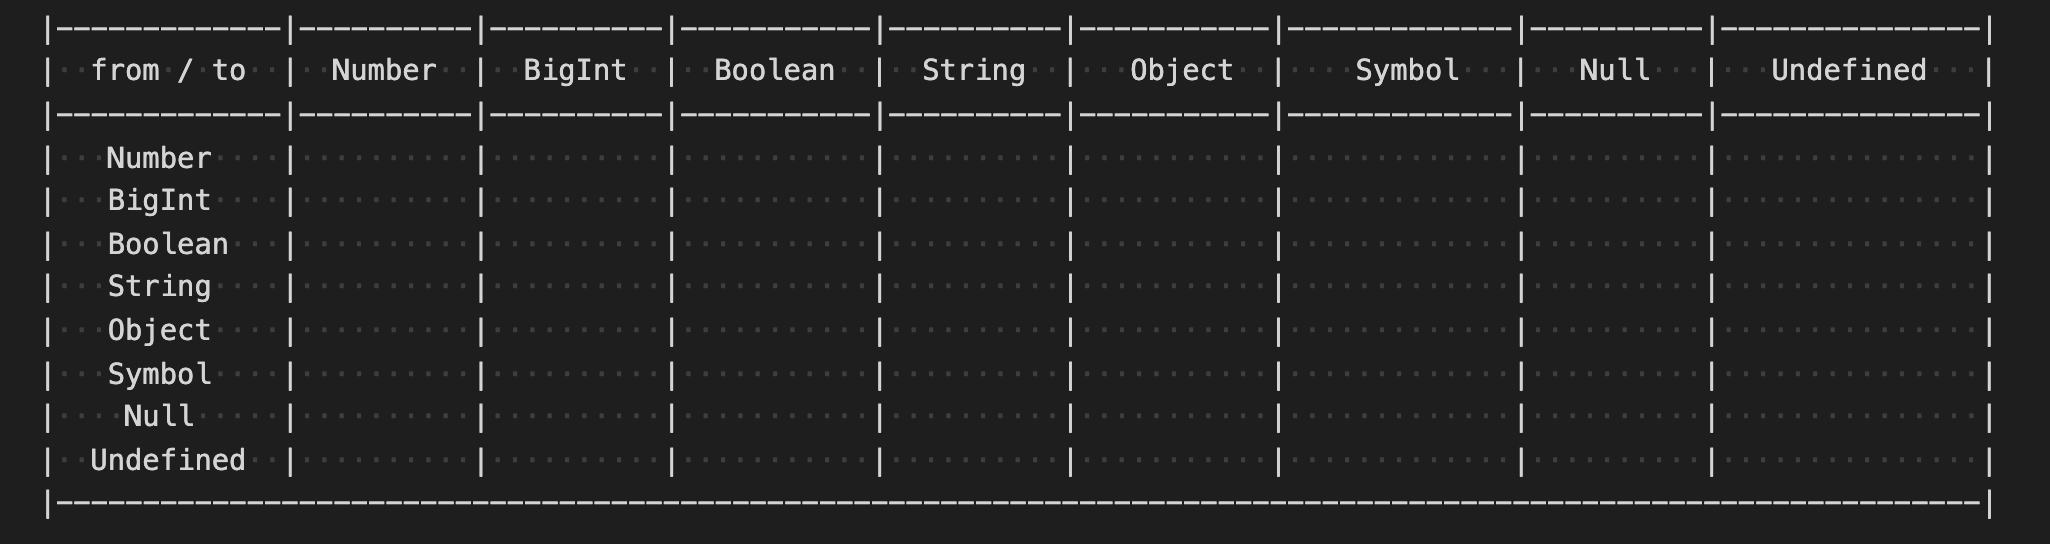 |-------------|----------|----------|-----------|----------|-----------|-------------|----------|---------------|
|  from / to  |  Number  |  BigInt  |  Boolean  |  String  |   Object  |    Symbol   |   Null   |   Undefined   |
|-------------|----------|----------|-----------|----------|-----------|-------------|----------|---------------|
|   Number    |          |          |           |          |           |             |          |               |
|   BigInt    |          |          |           |          |           |             |          |               |
|   Boolean   |          |          |           |          |           |             |          |               |
|   String    |          |          |           |          |           |             |          |               |
|   Object    |          |          |           |          |           |             |          |               |
|   Symbol    |          |          |           |          |           |             |          |               |
|    Null     |          |          |           |          |           |             |          |               |
|  Undefined  |          |          |           |          |           |             |          |               |
|----------------------------------------------------------------------------------------------------------------|